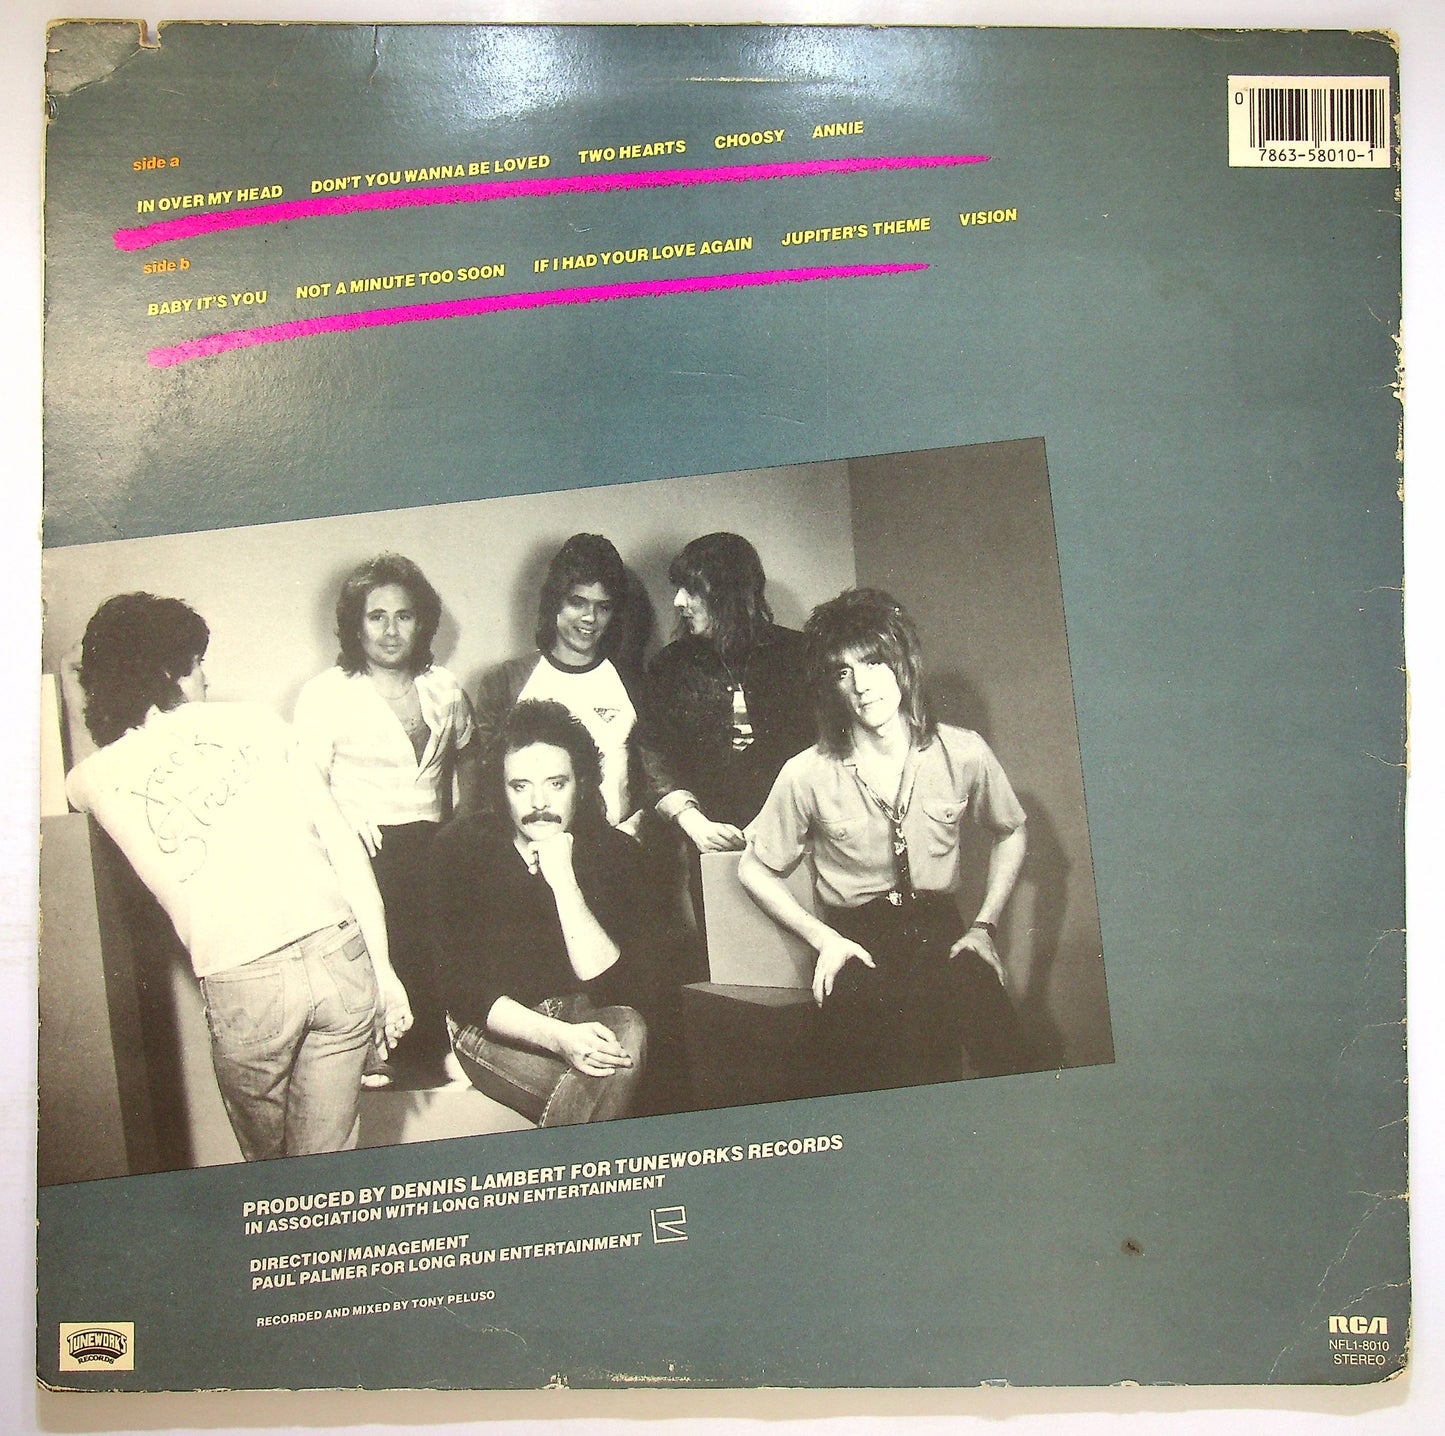 0
7863-58010-1
side a
IN OVER MY HEAD DON'T YOU WANNA BE LOVED TWO HEARTS CHOOSY ANNIE
side b
BABY IT'S YOU NOT A MINUTE TOO SOON IF I HAD YOUR LOVE AGAIN JUPITER'S THEME VISION
Jack
Street
PRODUCED BY DENNIS LAMBERT FOR TUNEWORKS RECORDS
IN ASSOCIATION WITH LONG RUN ENTERTAINMENT
DIRECTION/MANAGEMENT
PAUL PALMER FOR LONG RUN ENTERTAINMENT
RECORDED AND MIXED BY TONY PELUSO
TUNEWORKS
RECORDS
RCA
NFL1-8010
STEREO